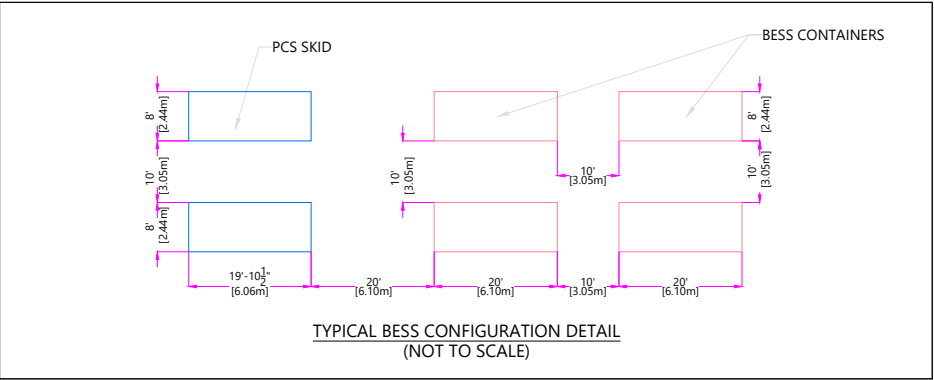 PCS SKID
BESS CONTAINERS
8'
[2.44m]
10'
[3.05m]
8'
[2.44m]
10'
[3.05m]
10'
[3.05m]
8'
[2.44m]
10'
[3.05m]
19'-10 1/2"
[6.06m]
20'
[6.10m]
20'
[6.10m]
10'
[3.05m]
20'
[6.10m]
TYPICAL BESS CONFIGURATION DETAIL
(NOT TO SCALE)